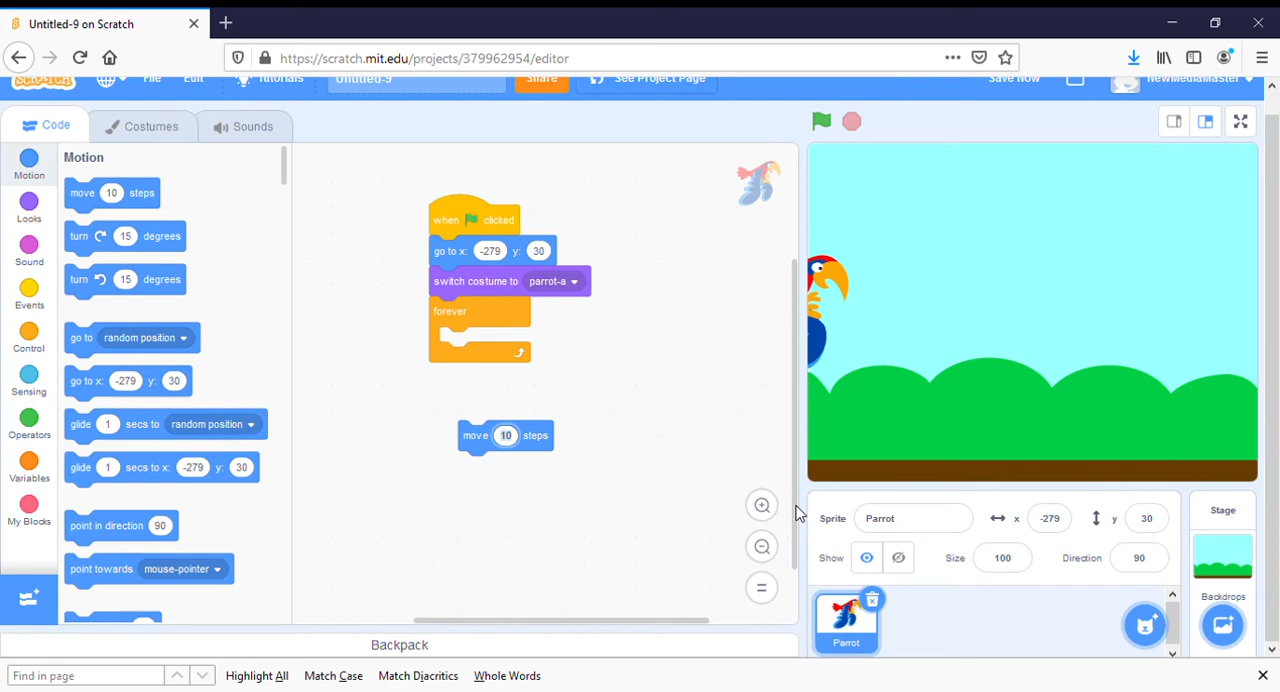 Untitled-9 on Scratch
https://scratch.mit.edu/projects/379962954/editor
SCRATCH File Edit Tutorials Untitled-9 Share See Project Page Save Now NewMediaMaster
Code Costumes Sounds
Motion
Looks
Sound
Events
Control
Sensing
Operators
Variables
My Blocks
Motion
move 10 steps
turn 15 degrees
turn 15 degrees
go to random position
go to x: -279 y: 30
glide 1 secs to random position
glide 1 secs to x: -279 y: 30
point in direction 90
point towards mouse-pointer
when clicked
go to x: -279 y: 30
switch costume to parrot-a
forever
move 10 steps
Sprite Parrot x -279 y 30
Show Size 100 Direction 90
Parrot
Stage
Backdrops
Backpack
Find in page Highlight All Match Case Match Diacritics Whole Words